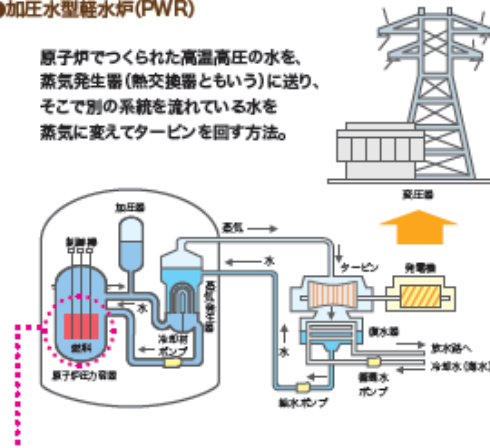 ●加圧水型軽水炉(PWR)
原子炉でつくられた高温高圧の水を、
蒸気発生器(熱交換器ともいう)に送り、
そこで別の系統を流れている水を
蒸気に変えてタービンを回す方法。
変圧器
加圧器
蒸気
制御棒
水
タービン
発電機
蒸気発生器
水
復水器
冷却材
ポンプ
水
放水路へ
燃料
冷却水(海水)
原子炉圧力容器
循環水
ポンプ
給水ポンプ